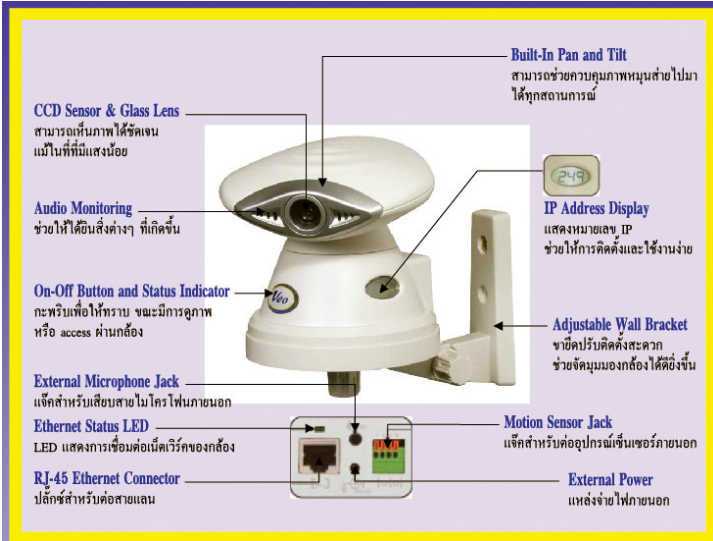 Built-In Pan and Tilt
สามารถช่วยควบคุมภาพหมุนส่ายไปมา
ได้ทุกสถานการณ์
CCD Sensor & Glass Lens
สามารถเห็นภาพได้ชัดเจน
แม้ในที่ที่มีแสงน้อย
249
Audio Monitoring
ช่วยให้ได้ยินสิ่งต่างๆ ที่เกิดขึ้น
IP Address Display
แสดงหมายเลข IP
ช่วยให้การติดตั้งและใช้งานง่าย
On-Off Button and Status Indicator
กะพริบเพื่อให้ทราบ ขณะมีการดูภาพ
หรือ access ผ่านกล้อง
Veo
Adjustable Wall Bracket
ขายึดปรับติดตั้งสะดวก
ช่วยจัดมุมมองกล้องได้ดียิ่งขึ้น
External Microphone Jack
แจ๊คสำหรับเสียบสายไมโครโฟนภายนอก
Ethernet Status LED
LED แสดงการเชื่อมต่อเน็ตเวิร์คของกล้อง
Motion Sensor Jack
แจ๊คสำหรับต่ออุปกรณ์เซ็นเซอร์ภายนอก
RJ-45 Ethernet Connector
ปลั๊กซ์สำหรับต่อสายแลน
External Power
แหล่งจ่ายไฟภายนอก